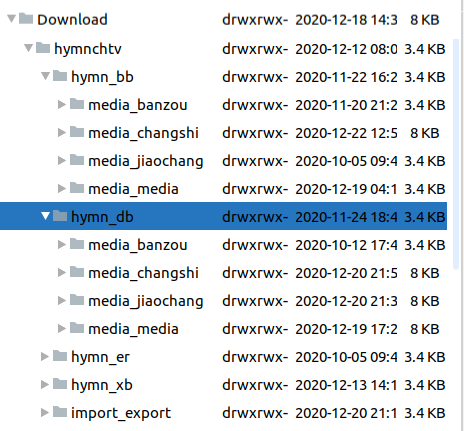 Download drwxrwx- 2020-12-18 14:3 8 KB
hymnchtv drwxrwx- 2020-12-12 08:0 3.4 KB
hymn_bb drwxrwx- 2020-11-22 16:2 3.4 KB
media_banzou drwxrwx- 2020-11-20 21:2 3.4 KB
media_changshi drwxrwx- 2020-12-22 12:5 8 KB
media_jiaochang drwxrwx- 2020-10-05 09:4 3.4 KB
media_media drwxrwx- 2020-12-19 04:1 3.4 KB
hymn_db drwxrwx- 2020-11-24 18:4 3.4 KB
media_banzou drwxrwx- 2020-10-12 17:4 3.4 KB
media_changshi drwxrwx- 2020-12-20 21:5 8 KB
media_jiaochang drwxrwx- 2020-12-20 21:3 8 KB
media_media drwxrwx- 2020-12-19 17:2 8 KB
hymn_er drwxrwx- 2020-10-05 09:4 3.4 KB
hymn_xb drwxrwx- 2020-12-13 14:1 3.4 KB
import_export drwxrwx- 2020-12-20 21:1 3.4 KB